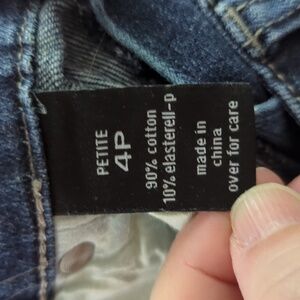 PETITE
4P
90% cotton
10% elasterell-p
made in
china
over for care